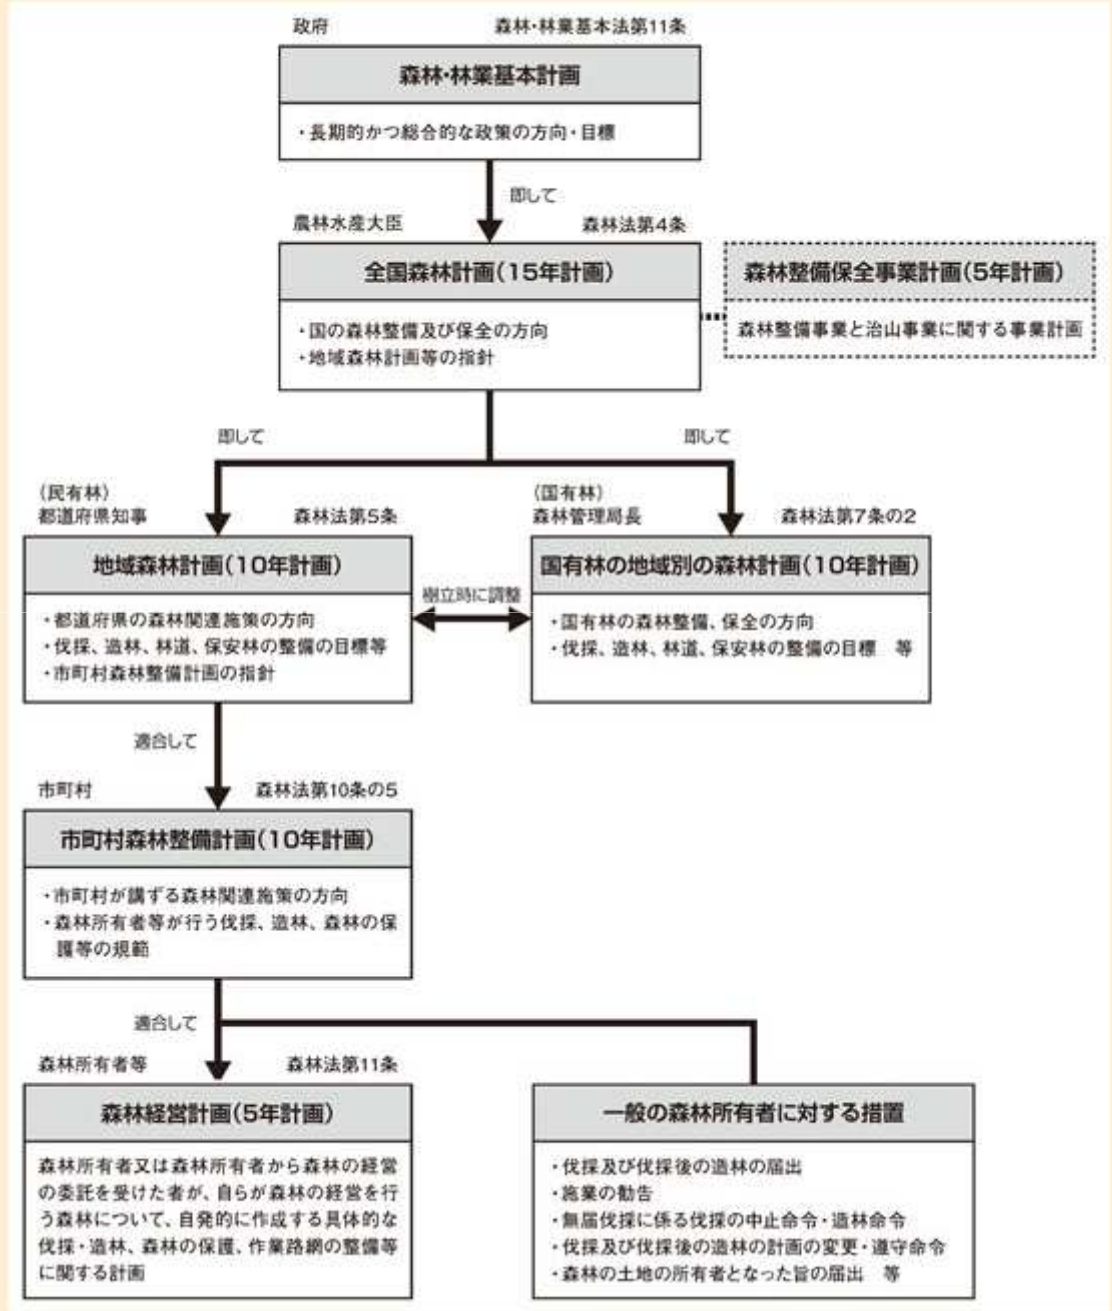 政府 森林・林業基本法第11条
森林・林業基本計画
・長期的かつ総合的な政策の方向・目標
即して
農林水産大臣 森林法第4条
全国森林計画(15年計画)
・国の森林整備及び保全の方向
・地域森林計画等の指針
森林整備保全事業計画(5年計画)
森林整備事業と治山事業に関する事業計画
即して
即して
(民有林)
都道府県知事 森林法第5条
地域森林計画(10年計画)
・都道府県の森林関連施策の方向
・伐採、造林、林道、保安林の整備の目標等
・市町村森林整備計画の指針
樹立時に調整
(国有林)
森林管理局長 森林法第7条の2
国有林の地域別の森林計画(10年計画)
・国有林の森林整備、保全の方向
・伐採、造林、林道、保安林の整備の目標 等
適合して
市町村 森林法第10条の5
市町村森林整備計画(10年計画)
・市町村が講ずる森林関連施策の方向
・森林所有者等が行う伐採、造林、森林の保
護等の規範
適合して
森林所有者等 森林法第11条
森林経営計画(5年計画)
森林所有者又は森林所有者から森林の経営
の委託を受けた者が、自らが森林の経営を行
う森林について、自発的に作成する具体的な
伐採・造林、森林の保護、作業路網の整備等
に関する計画
一般の森林所有者に対する措置
・伐採及び伐採後の造林の届出
・施業の勧告
・無届伐採に係る伐採の中止命令・造林命令
・伐採及び伐採後の造林の計画の変更・遵守命令
・森林の土地の所有者となった旨の届出 等